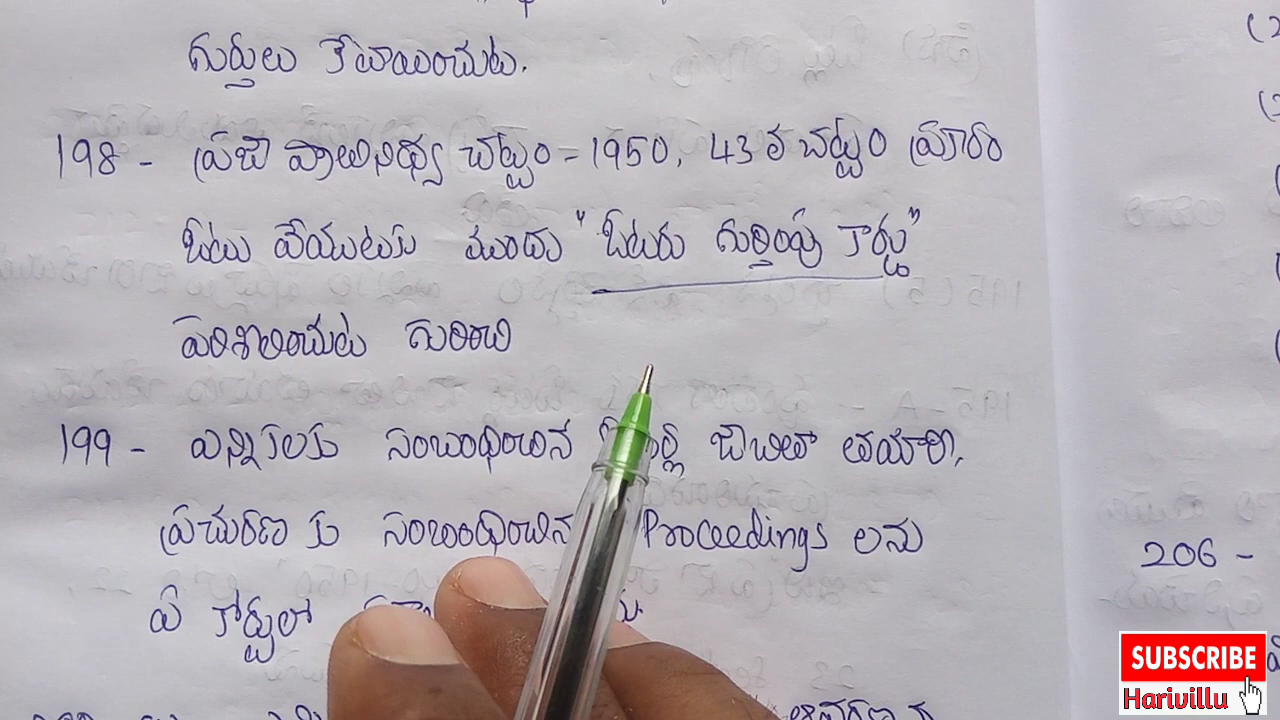 గుర్తులు కేటాయించుట.
198 - ప్రజా ప్రాతినిధ్య చట్టం - 1950, 43 వ చట్టం ప్రకారం
ఓటు వేయుటకు ముందు "ఓటరు గుర్తింపు కార్డు"
పరిశీలించుట గురించి
199 - ఎన్నికలకు సంబంధించిన జాబితా తయారీ,
ప్రచురణ కు సంబంధించిన Proceedings లను
ఏ కోర్టులో
206 -
SUBSCRIBE
Harivillu